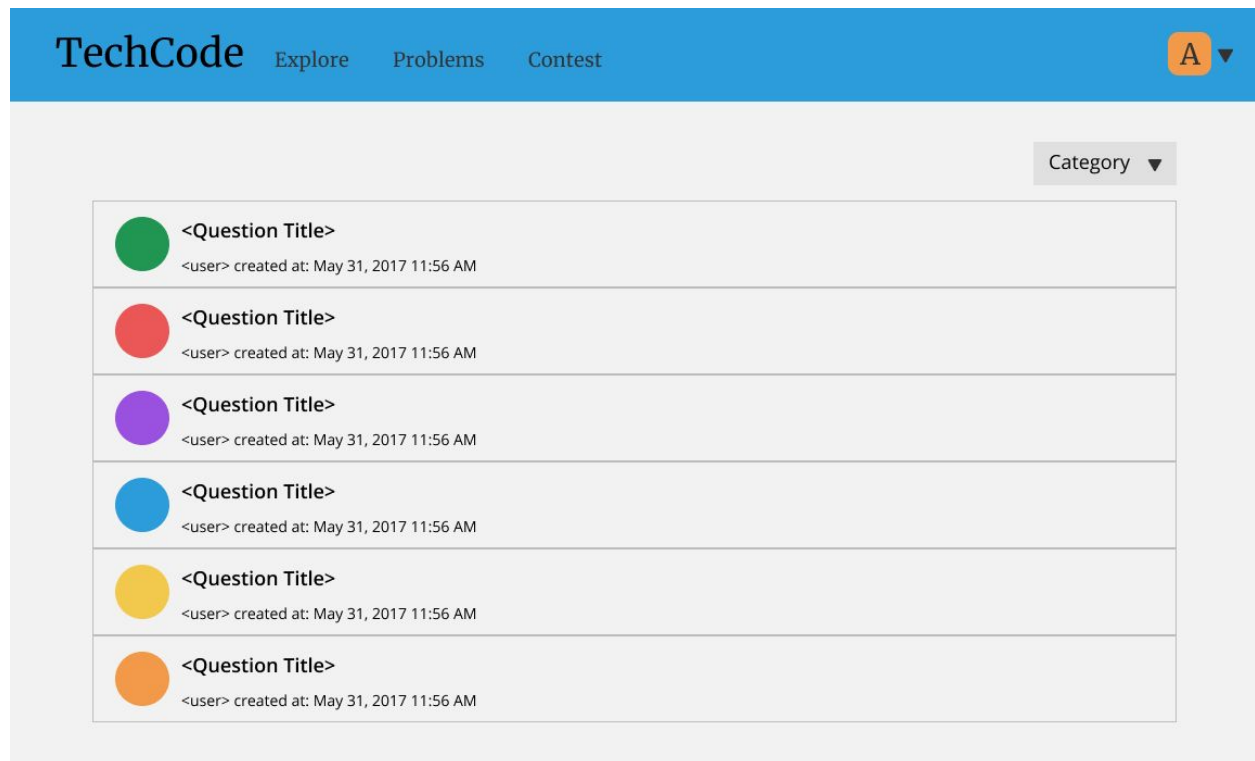 TechCode Explore Problems Contest A
Category
<Question Title>
<user> created at: May 31, 2017 11:56 AM
<Question Title>
<user> created at: May 31, 2017 11:56 AM
<Question Title>
<user> created at: May 31, 2017 11:56 AM
<Question Title>
<user> created at: May 31, 2017 11:56 AM
<Question Title>
<user> created at: May 31, 2017 11:56 AM
<Question Title>
<user> created at: May 31, 2017 11:56 AM